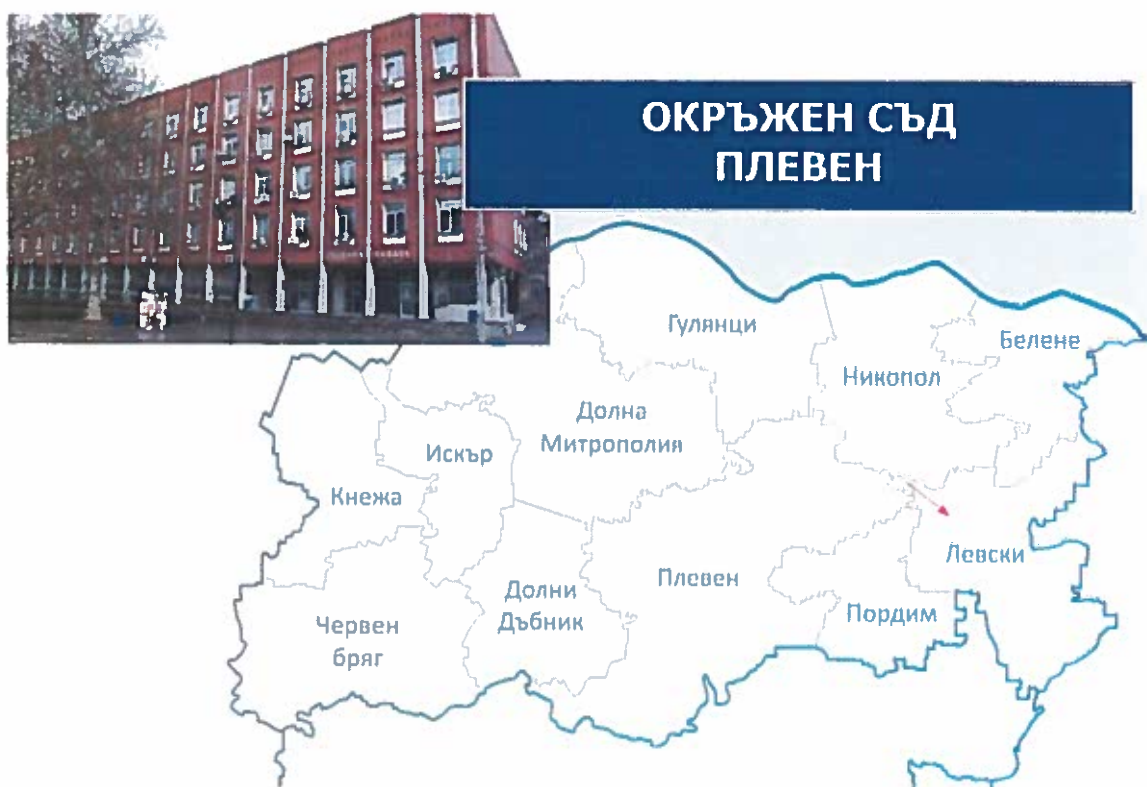 ОКРЪЖЕН СЪД
ПЛЕВЕН
Гулянци
Белене
Никопол
Долна
Митрополия
Искър
Кнежа
Левски
Плевен
Долни
Дъбник
Пордим
Червен
бряг